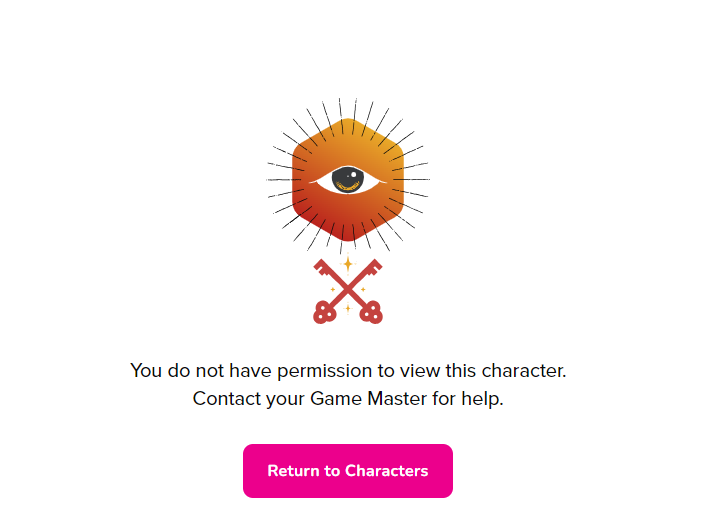 You do not have permission to view this character.
Contact your Game Master for help.
Return to Characters